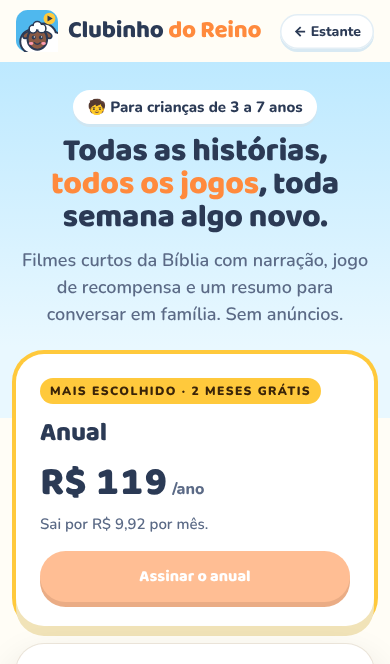 Clubinho do Reino
← Estante
🧒 Para crianças de 3 a 7 anos
Todas as histórias,
todos os jogos, toda
semana algo novo.
Filmes curtos da Bíblia com narração, jogo
de recompensa e um resumo para
conversar em família. Sem anúncios.
MAIS ESCOLHIDO · 2 MESES GRÁTIS
Anual
R$ 119 /ano
Sai por R$ 9,92 por mês.
Assinar o anual